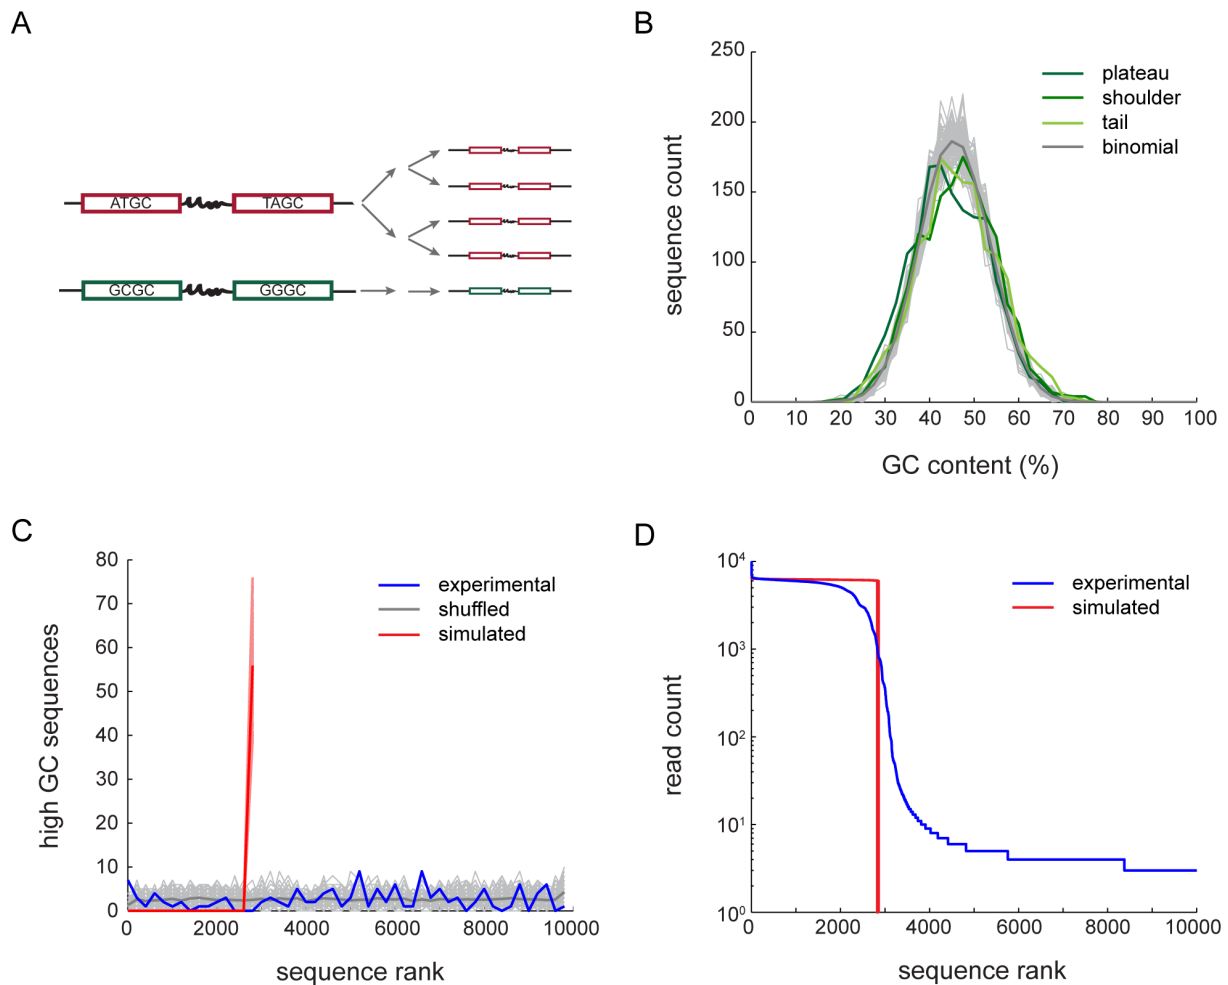 A
ATGC
TAGC
GCGC
GGGC
B
250
200
150
100
50
0
0 10 20 30 40 50 60 70 80 90 100
sequence count
GC content (%)
plateau
shoulder
tail
binomial
C
80
70
60
50
40
30
20
10
0
0 2000 4000 6000 8000 10000
high GC sequences
sequence rank
experimental
shuffled
simulated
D
10⁴
10³
10²
10¹
10⁰
0 2000 4000 6000 8000 10000
read count
sequence rank
experimental
simulated